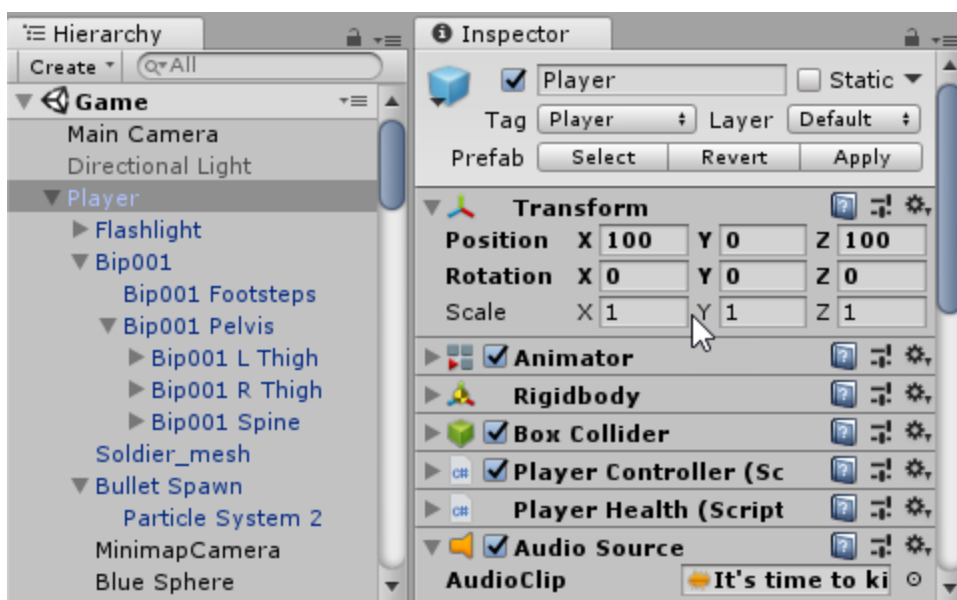 Hierarchy
Create All
Game
Main Camera
Directional Light
Player
Flashlight
Bip001
Bip001 Footsteps
Bip001 Pelvis
Bip001 L Thigh
Bip001 R Thigh
Bip001 Spine
Soldier_mesh
Bullet Spawn
Particle System 2
MinimapCamera
Blue Sphere
Inspector
Player Static
Tag Player Layer Default
Prefab Select Revert Apply
Transform
Position X 100 Y 0 Z 100
Rotation X 0 Y 0 Z 0
Scale X 1 Y 1 Z 1
Animator
Rigidbody
Box Collider
C# Player Controller (Sc
C# Player Health (Script
Audio Source
AudioClip It's time to ki